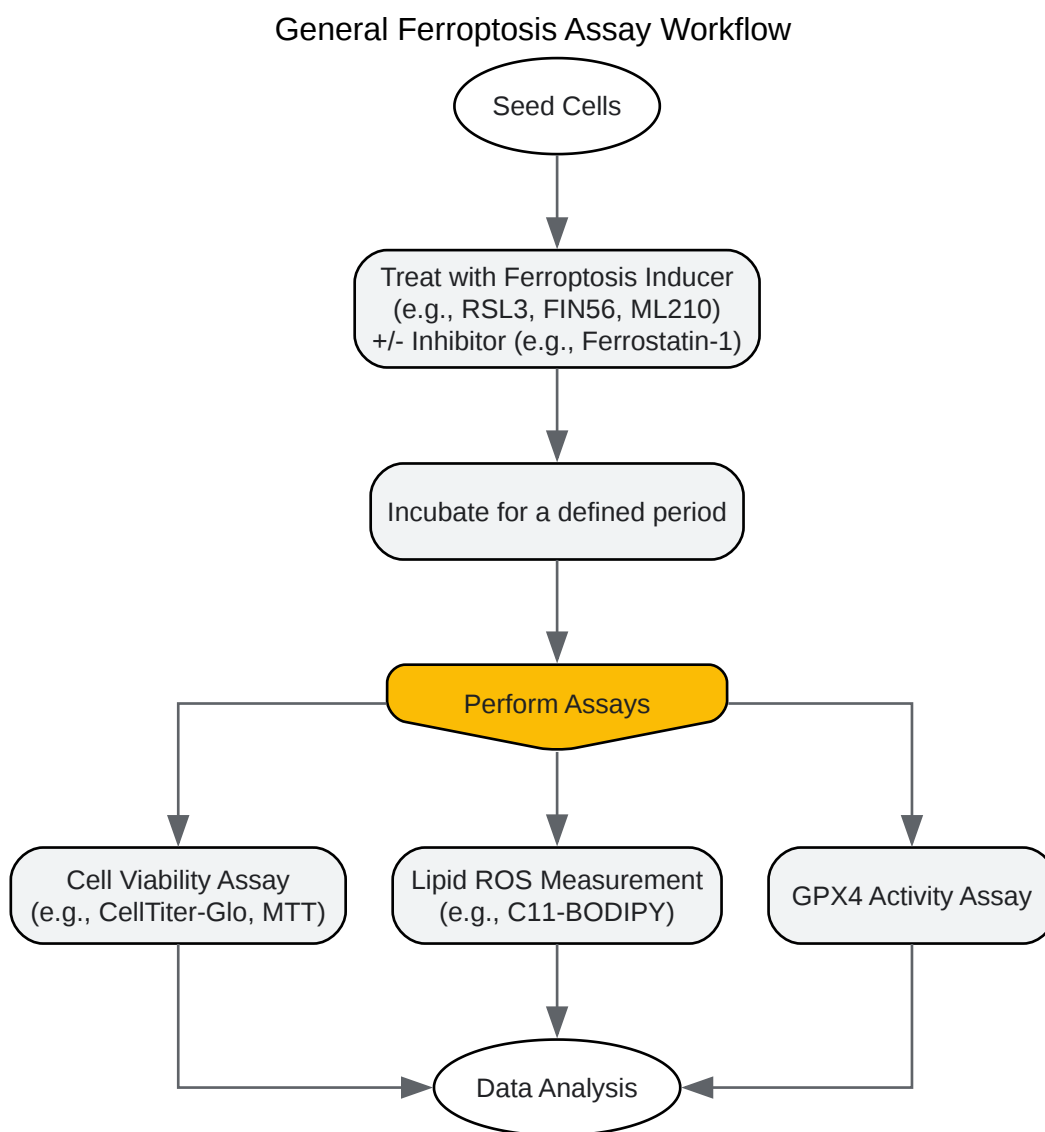 General Ferroptosis Assay Workflow
Seed Cells
Treat with Ferroptosis Inducer
(e.g., RSL3, FIN56, ML210)
+/- Inhibitor (e.g., Ferrostatin-1)
Incubate for a defined period
Perform Assays
Cell Viability Assay
(e.g., CellTiter-Glo, MTT)
Lipid ROS Measurement
(e.g., C11-BODIPY)
GPX4 Activity Assay
Data Analysis